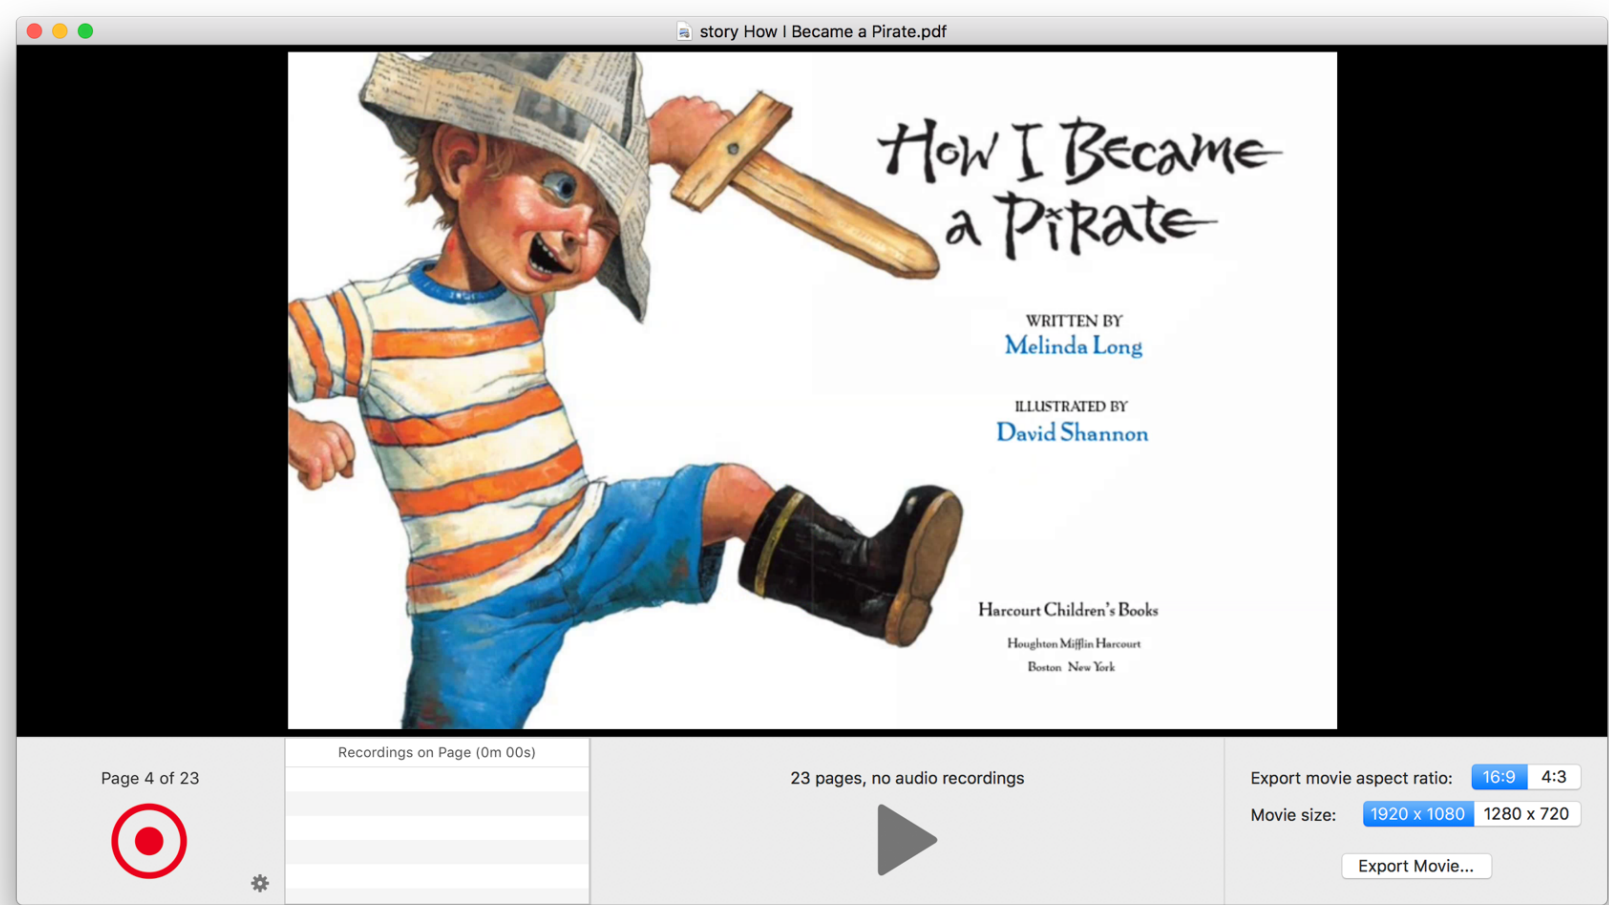 story How I Became a Pirate.pdf
How I Became
a Pirate
WRITTEN BY
Melinda Long
ILLUSTRATED BY
David Shannon
Harcourt Children's Books
Houghton Mifflin Harcourt
Boston New York
Page 4 of 23
Recordings on Page (0m 00s)
23 pages, no audio recordings
Export movie aspect ratio: 16:9 4:3
Movie size: 1920 x 1080 1280 x 720
Export Movie...